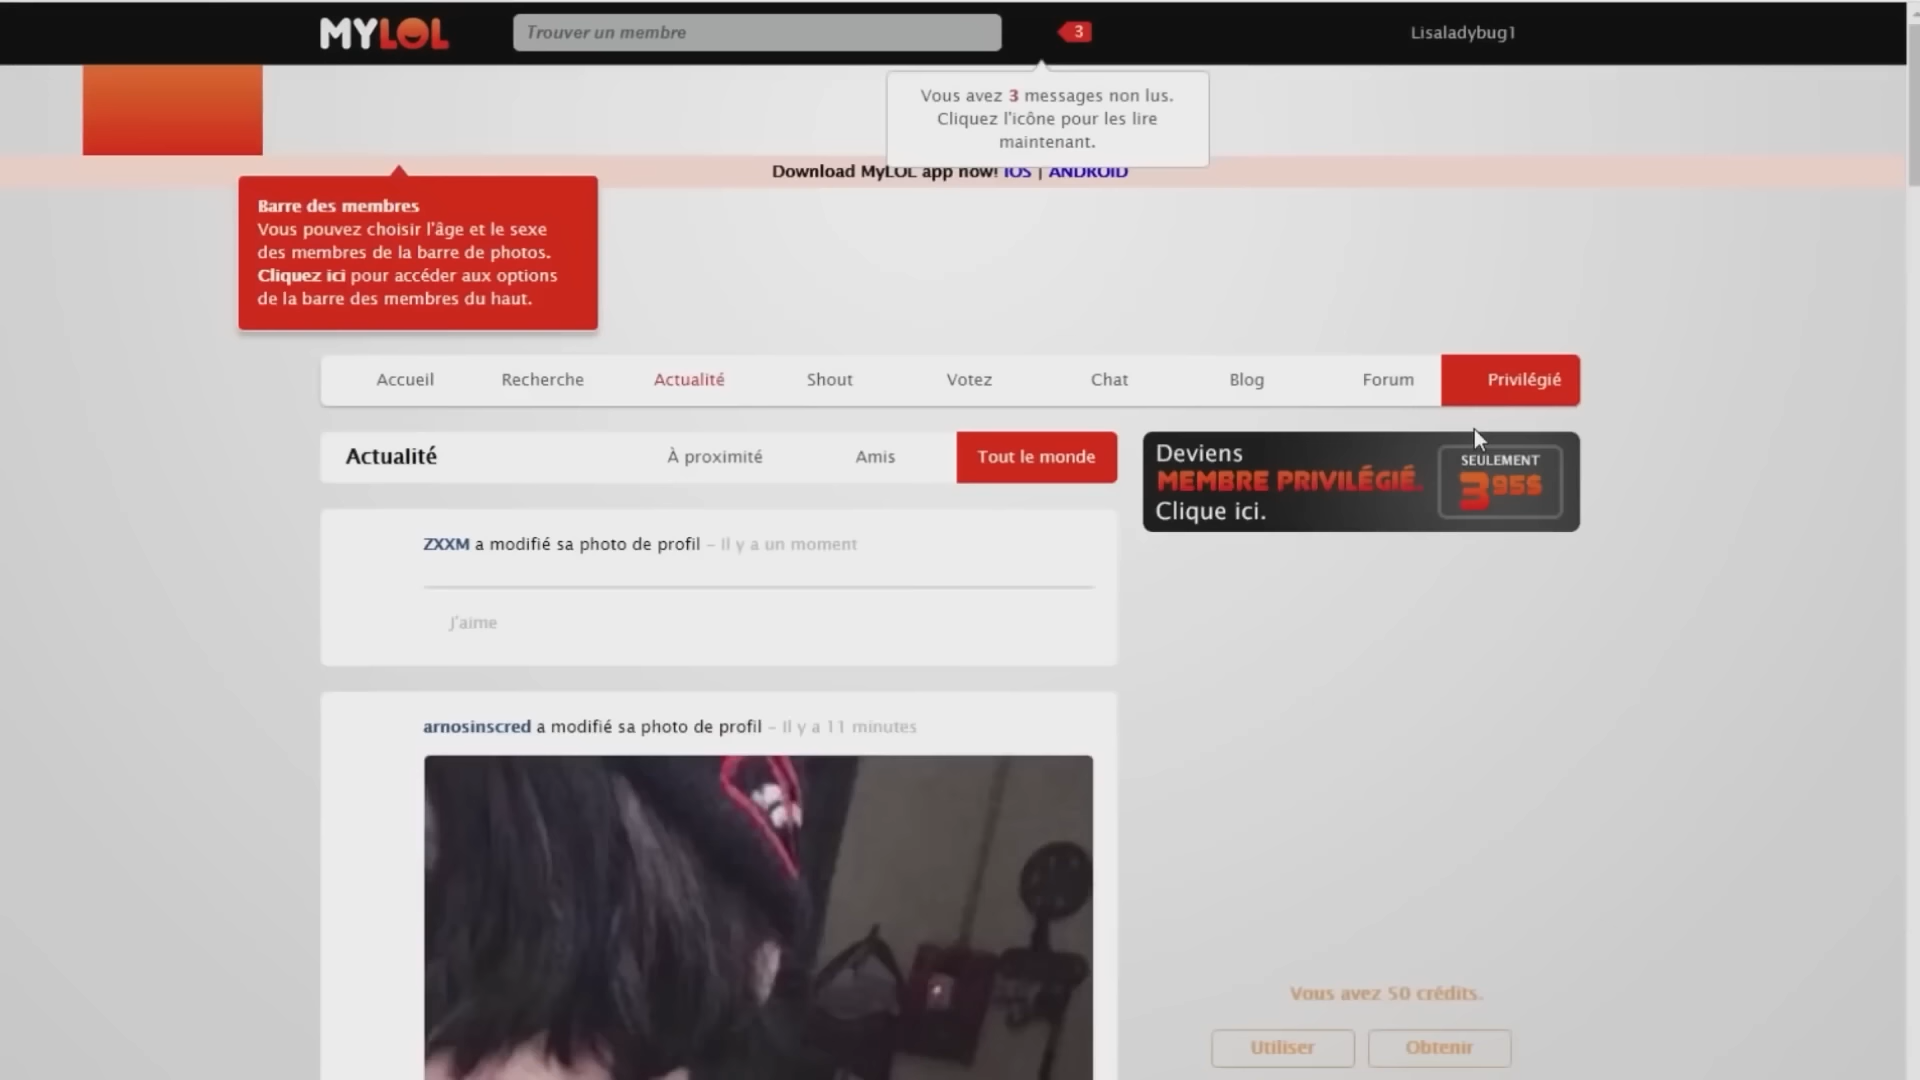 MYLOL
Trouver un membre
3
Lisaladybug1
Vous avez 3 messages non lus.
Cliquez l'icône pour les lire
maintenant.
Download MyLOL app now! IOS | ANDROID
Barre des membres
Vous pouvez choisir l'âge et le sexe
des membres de la barre de photos.
Cliquez ici pour accéder aux options
de la barre des membres du haut.
Accueil
Recherche
Actualité
Shout
Votez
Chat
Blog
Forum
Privilégié
Actualité
À proximité
Amis
Tout le monde
Deviens
MEMBRE PRIVILÉGIÉ.
Clique ici.
SEULEMENT
3 95$
ZXXM a modifié sa photo de profil – Il y a un moment
J'aime
arnosinscred a modifié sa photo de profil – Il y a 11 minutes
Vous avez 50 crédits.
Utiliser
Obtenir